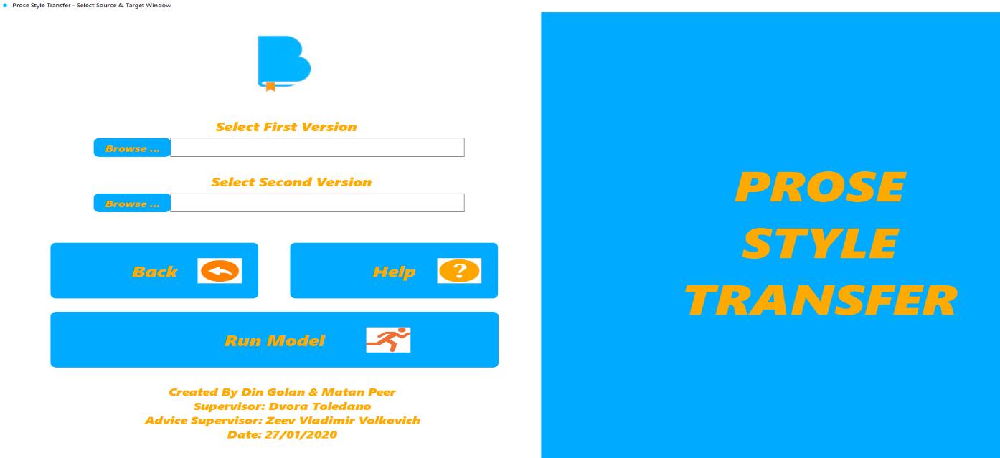 Prose Style Transfer - Select Source & Target Window
Select First Version
Browse ...
Select Second Version
Browse ...
Back
Help
?
Run Model
Created By Din Golan & Matan Peer
Supervisor: Dvora Toledano
Advice Supervisor: Zeev Vladimir Volkovich
Date: 27/01/2020
PROSE
STYLE
TRANSFER